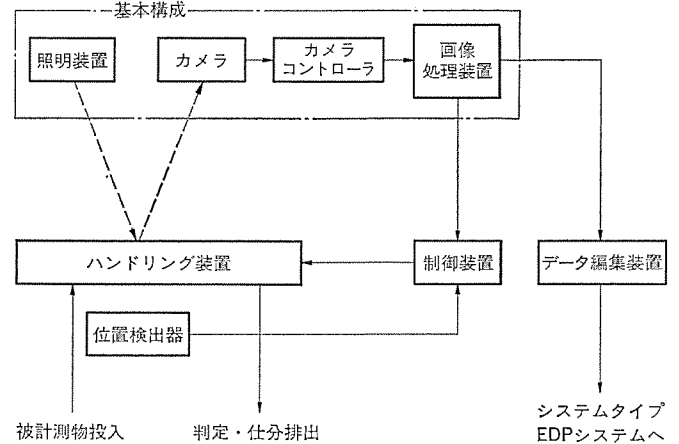 基本構成
照明装置
カメラ
カメラ
コントローラ
画像
処理装置
ハンドリング装置
制御装置
データ編集装置
位置検出器
被計測物投入
判定・仕分排出
システムタイプ
EDPシステムへ